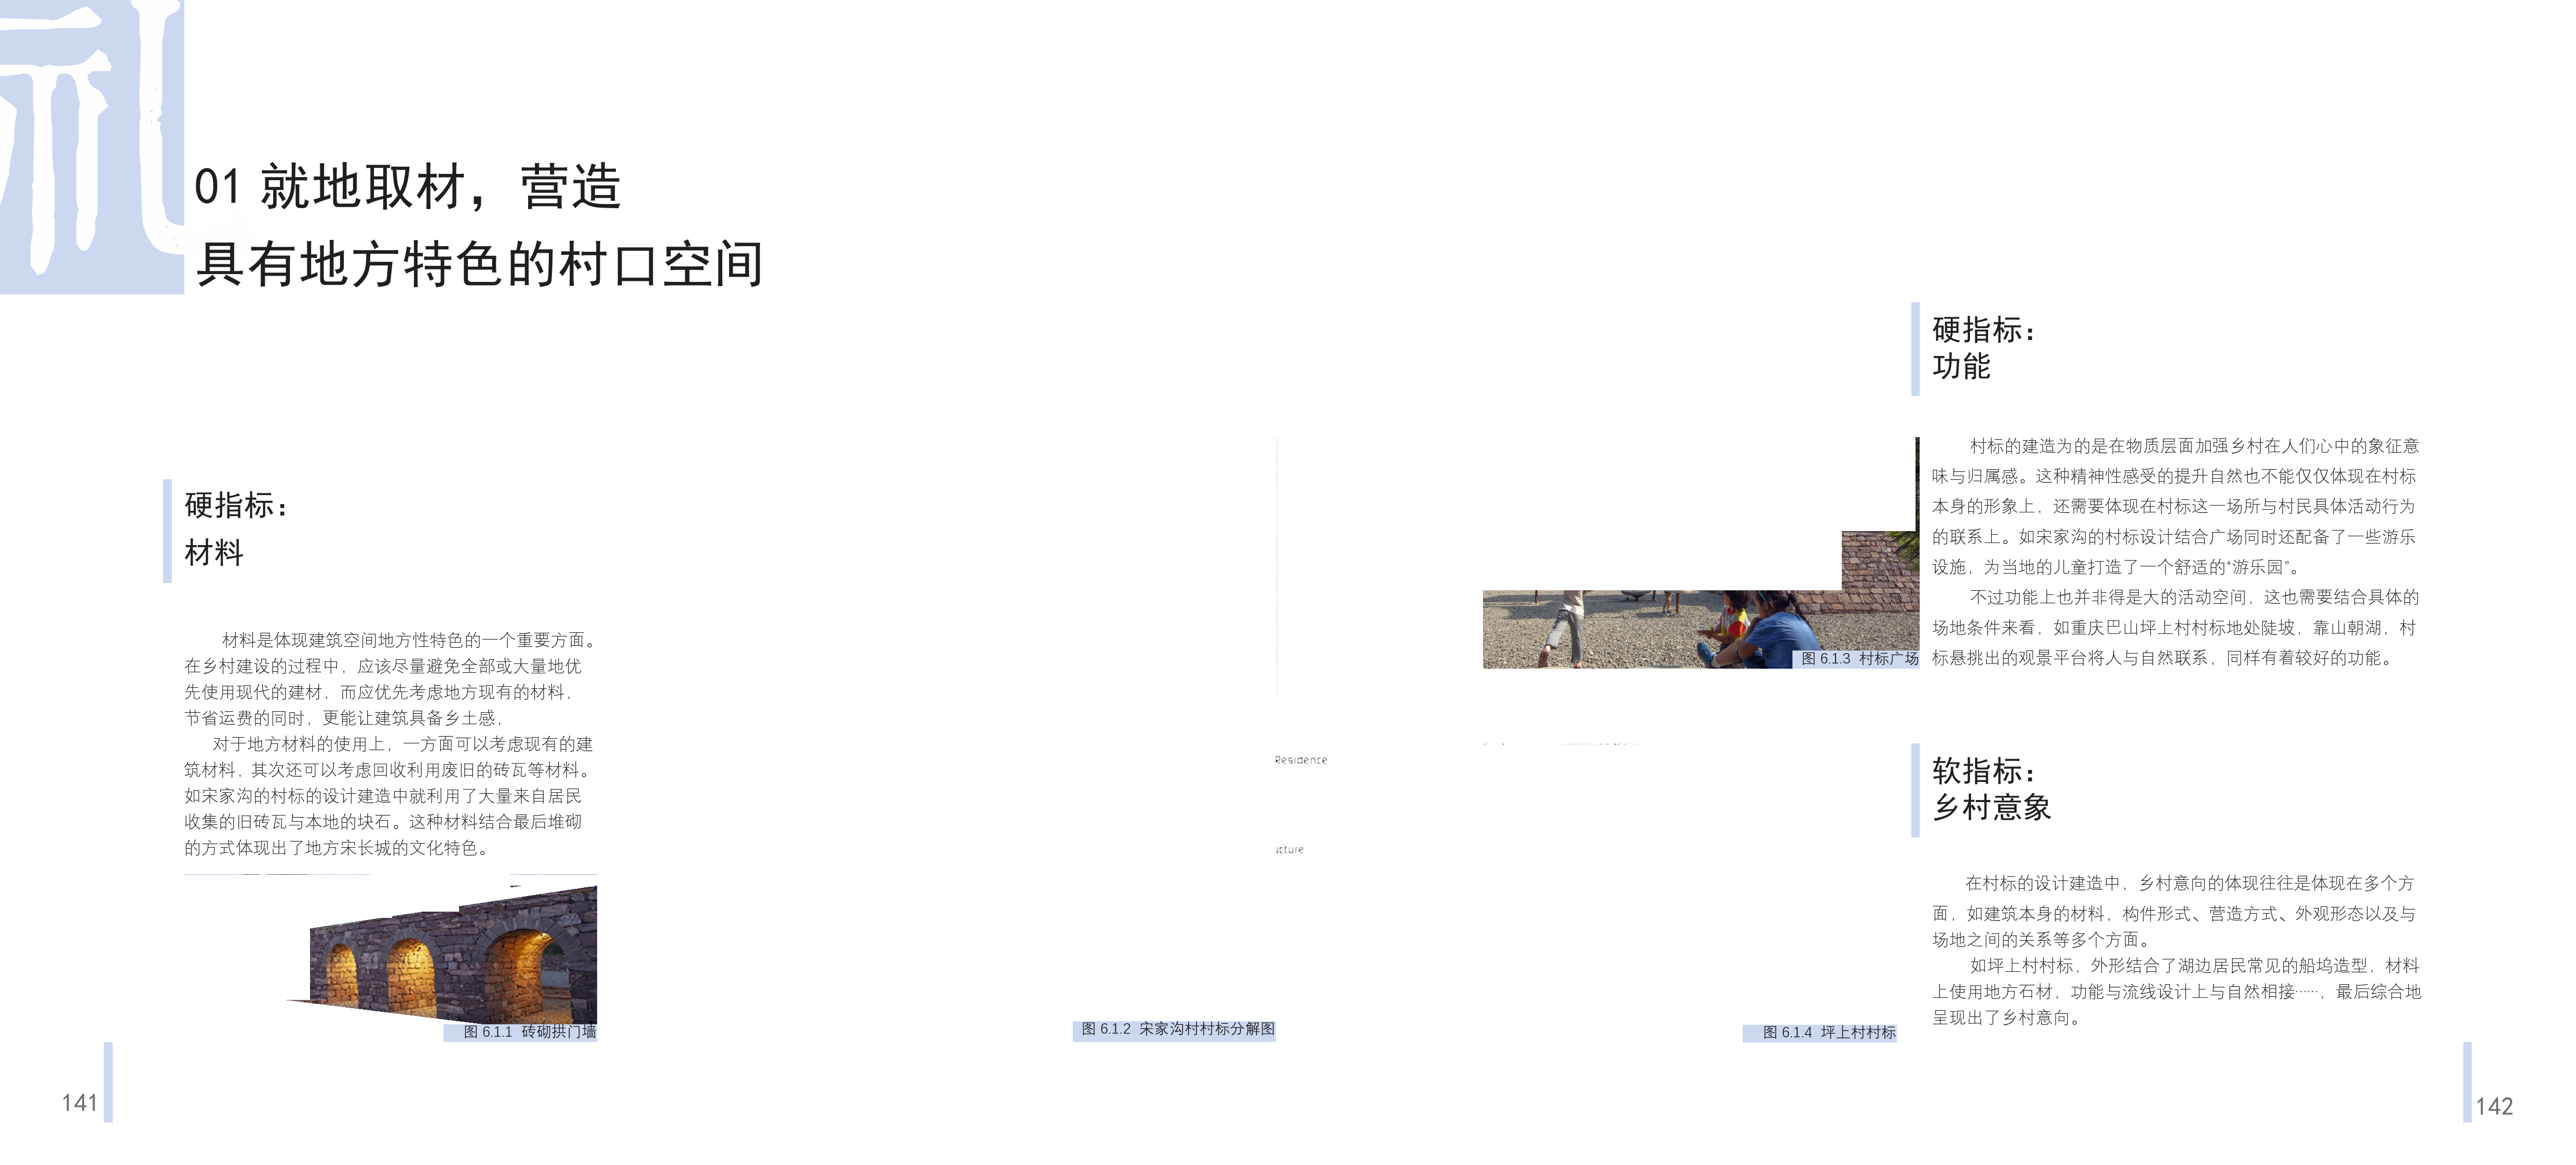 礼
01 就地取材，营造
具有地方特色的村口空间
硬指标：
材料
材料是体现建筑空间地方性特色的一个重要方面。
在乡村建设的过程中，应该尽量避免全部或大量地优
先使用现代的建材，而应优先考虑地方现有的材料，
节省运费的同时，更能让建筑具备乡土感，
对于地方材料的使用上，一方面可以考虑现有的建
筑材料，其次还可以考虑回收利用废旧的砖瓦等材料。
如宋家沟的村标的设计建造中就利用了大量来自居民
收集的旧砖瓦与本地的块石。这种材料结合最后堆砌
的方式体现出了地方宋长城的文化特色。
图 6.1.1 砖砌拱门墙
141
Residence
图 6.1.2 宋家沟村村标分解图
图 6.1.3 村标广场
图 6.1.4 坪上村村标
硬指标：
功能
村标的建造为的是在物质层面加强乡村在人们心中的象征意
味与归属感。这种精神性感受的提升自然也不能仅仅体现在村标
本身的形象上，还需要体现在村标这一场所与村民具体活动行为
的联系上。如宋家沟的村标设计结合广场同时还配备了一些游乐
设施，为当地的儿童打造了一个舒适的“游乐园”。
不过功能上也并非得是大的活动空间，这也需要结合具体的
场地条件来看，如重庆巴山坪上村村标地处陡坡，靠山朝湖，村
标悬挑出的观景平台将人与自然联系，同样有着较好的功能。
软指标：
乡村意象
在村标的设计建造中，乡村意向的体现往往是体现在多个方
面，如建筑本身的材料，构件形式、营造方式、外观形态以及与
场地之间的关系等多个方面。
如坪上村村标，外形结合了湖边居民常见的船坞造型，材料
上使用地方石材，功能与流线设计上与自然相接……，最后综合地
呈现出了乡村意向。
142